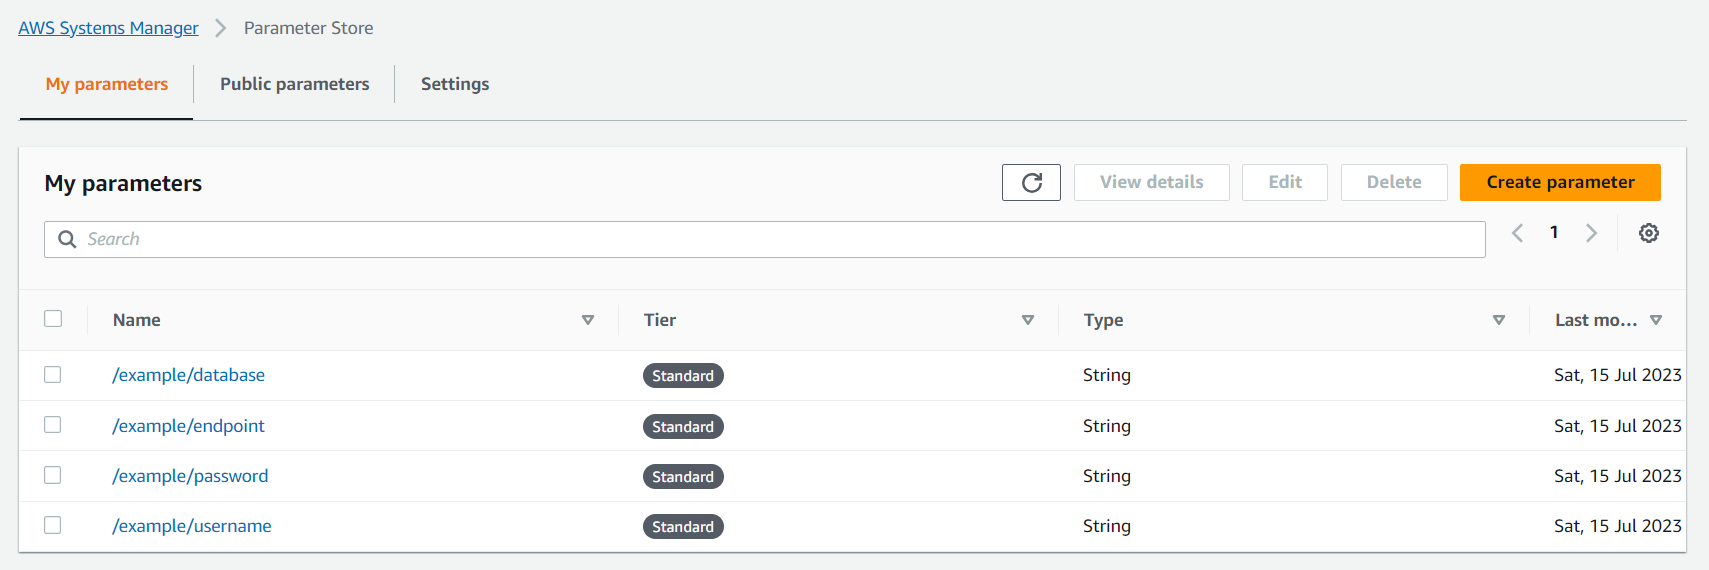 AWS Systems Manager > Parameter Store
My parameters Public parameters Settings
My parameters View details Edit Delete Create parameter
Search 1
Name Tier Type Last mo...
/example/database Standard String Sat, 15 Jul 2023
/example/endpoint Standard String Sat, 15 Jul 2023
/example/password Standard String Sat, 15 Jul 2023
/example/username Standard String Sat, 15 Jul 2023